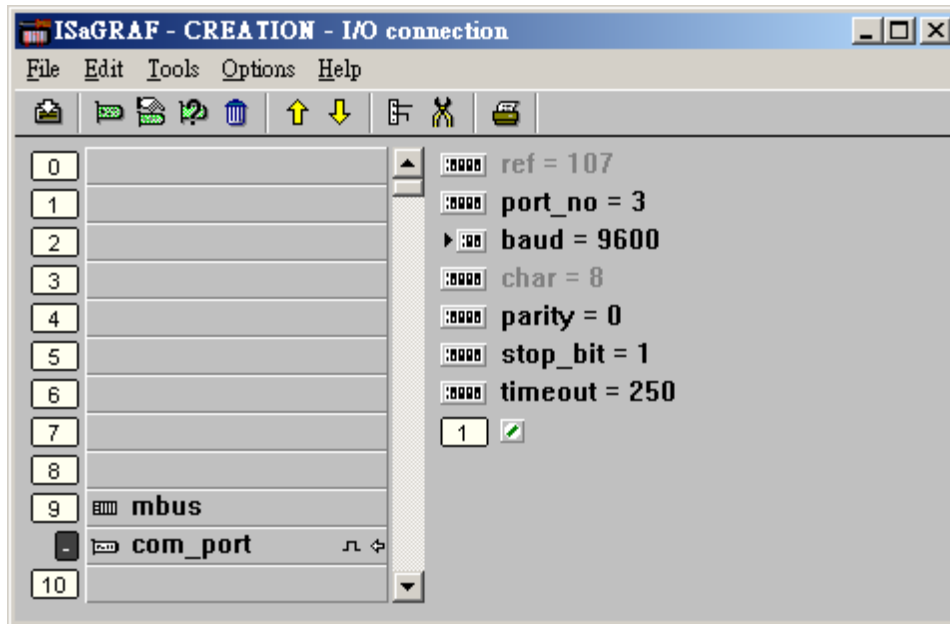 ISaGRAF - CREATION - I/O connection
File Edit Tools Options Help
0
1
2
3
4
5
6
7
8
9 mbus
- com_port
10
ref = 107
port_no = 3
baud = 9600
char = 8
parity = 0
stop_bit = 1
timeout = 250
1